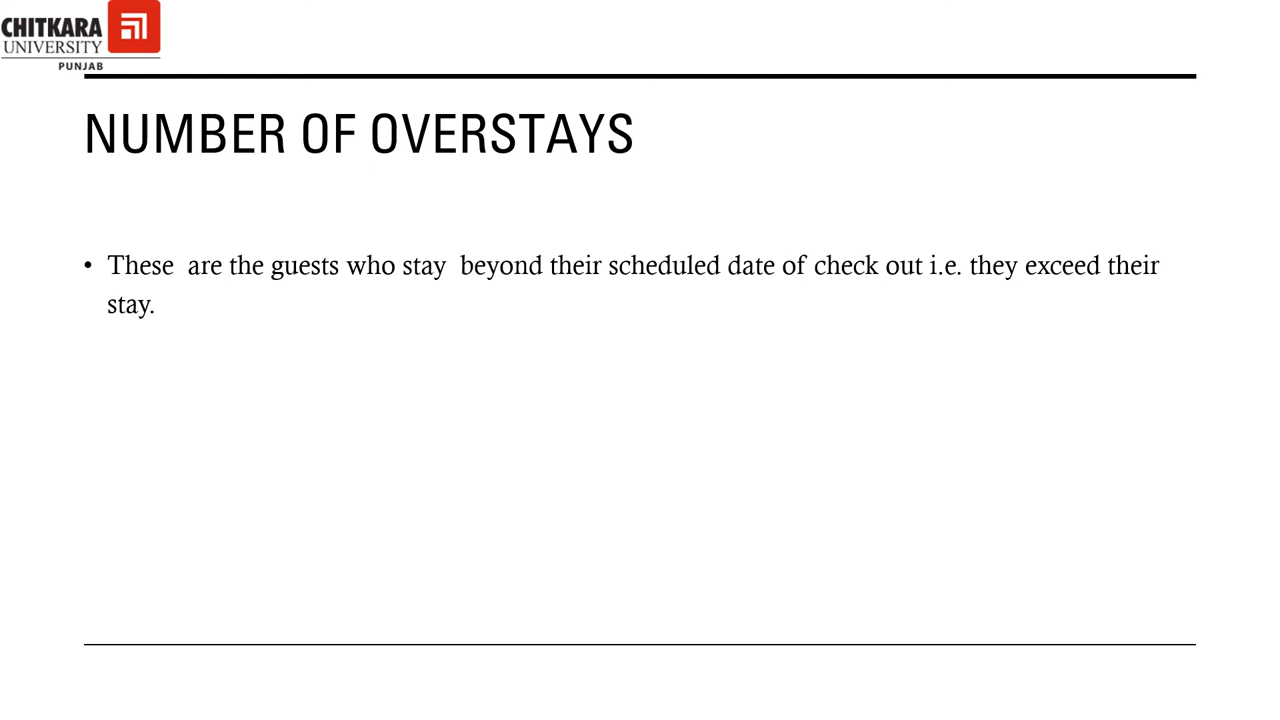 CHITKARA
UNIVERSITY
PUNJAB
NUMBER OF OVERSTAYS
• These are the guests who stay beyond their scheduled date of check out i.e. they exceed their
stay.